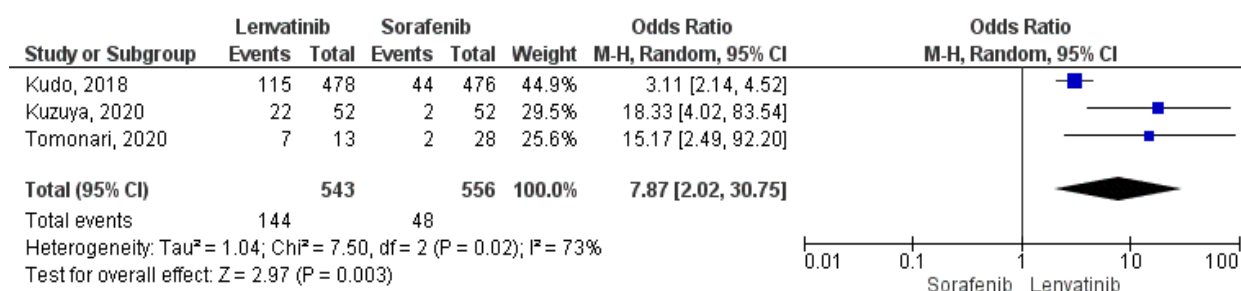 Lenvatinib Sorafenib Odds Ratio Odds Ratio
Study or Subgroup Events Total Events Total Weight M-H, Random, 95% CI M-H, Random, 95% CI
Kudo, 2018 115 478 44 476 44.9% 3.11 [2.14, 4.52]
Kuzuya, 2020 22 52 2 52 29.5% 18.33 [4.02, 83.54]
Tomonari, 2020 7 13 2 28 25.6% 15.17 [2.49, 92.20]
Total (95% CI) 543 556 100.0% 7.87 [2.02, 30.75]
Total events 144 48
Heterogeneity: Tau² = 1.04; Chi² = 7.50, df = 2 (P = 0.02); I² = 73%
Test for overall effect: Z = 2.97 (P = 0.003)
0.01 0.1 1 10 100
Sorafenib Lenvatinib